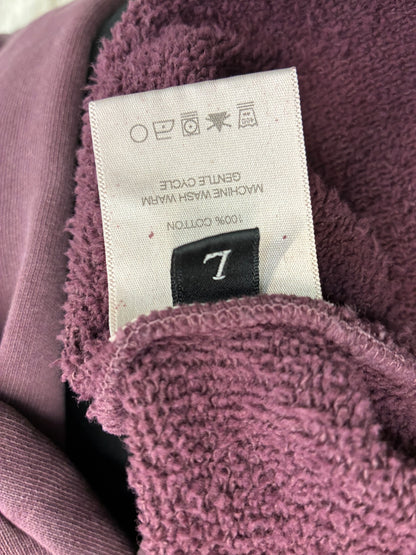 L
100% COTTON
MACHINE WASH WARM
GENTLE CYCLE